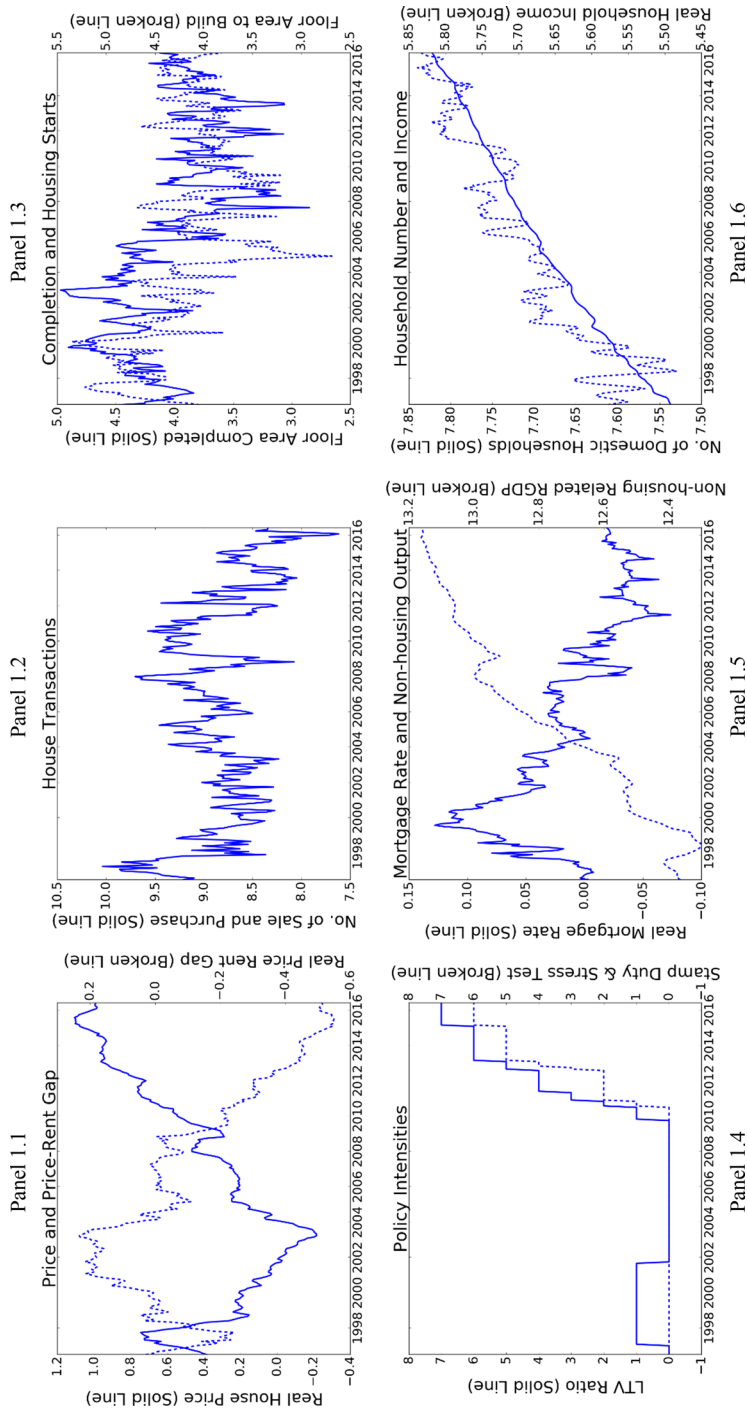 Panel 1.1
Price and Price-Rent Gap
Real House Price (Solid Line)
1.2
1.0
0.8
0.6
0.4
0.2
0.0
−0.2
−0.4
Real Price Rent Gap (Broken Line)
0.2
0.0
−0.2
−0.4
−0.6
1998 2000 2002 2004 2006 2008 2010 2012 2014 2016
Panel 1.2
House Transactions
No. of Sale and Purchase (Solid Line)
10.5
10.0
9.5
9.0
8.5
8.0
7.5
1998 2000 2002 2004 2006 2008 2010 2012 2014 2016
Panel 1.3
Completion and Housing Starts
Floor Area Completed (Solid Line)
5.0
4.5
4.0
3.5
3.0
2.5
Floor Area to Build (Broken Line)
5.5
5.0
4.5
4.0
3.5
3.0
2.5
1998 2000 2002 2004 2006 2008 2010 2012 2014 2016
Policy Intensities
LTV Ratio (Solid Line)
8
7
6
5
4
3
2
1
0
−1
Stamp Duty & Stress Test (Broken Line)
8
7
6
5
4
3
2
1
0
−1
1998 2000 2002 2004 2006 2008 2010 2012 2014 2016
Panel 1.4
Mortgage Rate and Non-housing Output
Real Mortgage Rate (Solid Line)
0.15
0.10
0.05
0.00
−0.05
−0.10
Non-housing Related RGDP (Broken Line)
13.2
13.0
12.8
12.6
12.4
1998 2000 2002 2004 2006 2008 2010 2012 2014 2016
Panel 1.5
Household Number and Income
No. of Domestic Households (Solid Line)
7.85
7.80
7.75
7.70
7.65
7.60
7.55
7.50
Real Household Income (Broken Line)
5.85
5.80
5.75
5.70
5.65
5.60
5.55
5.50
5.45
1998 2000 2002 2004 2006 2008 2010 2012 2014 2016
Panel 1.6